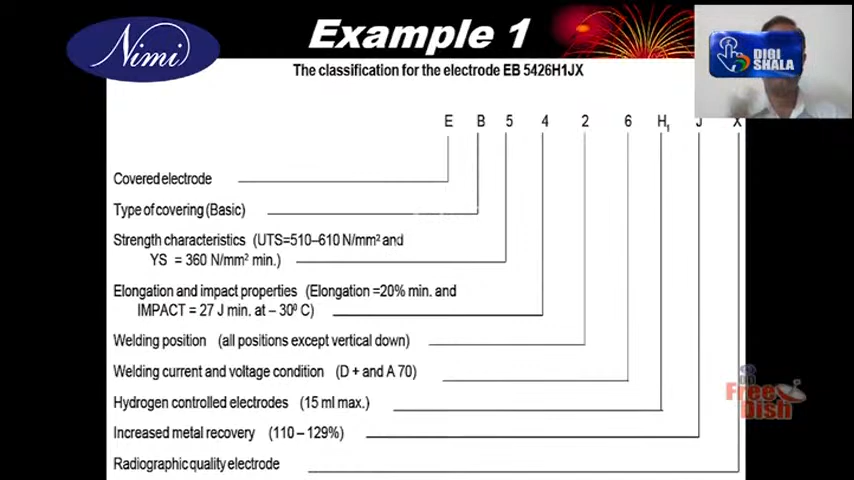 Nimi
Example 1
DIGI
SHALA
The classification for the electrode EB 5426H1JX
E B 5 4 2 6 H₁ J X
Covered electrode
Type of covering (Basic)
Strength characteristics (UTS=510–610 N/mm² and
YS = 360 N/mm² min.)
Elongation and impact properties (Elongation =20% min. and
IMPACT = 27 J min. at – 30⁰ C)
Welding position (all positions except vertical down)
Welding current and voltage condition (D + and A 70)
Hydrogen controlled electrodes (15 ml max.)
Increased metal recovery (110 – 129%)
Radiographic quality electrode
DD
Free
Dish